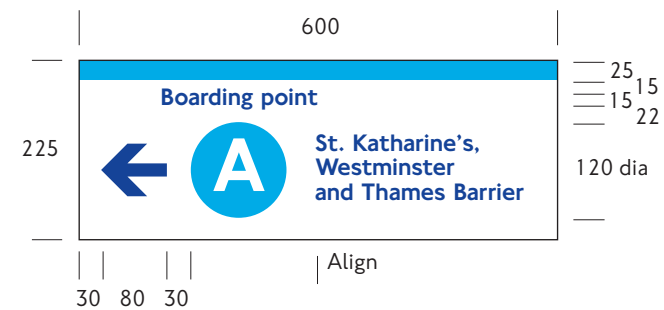 600
25
15
15
22
225
120 dia
Boarding point
A
St. Katharine's,
Westminster
and Thames Barrier
Align
30 80 30